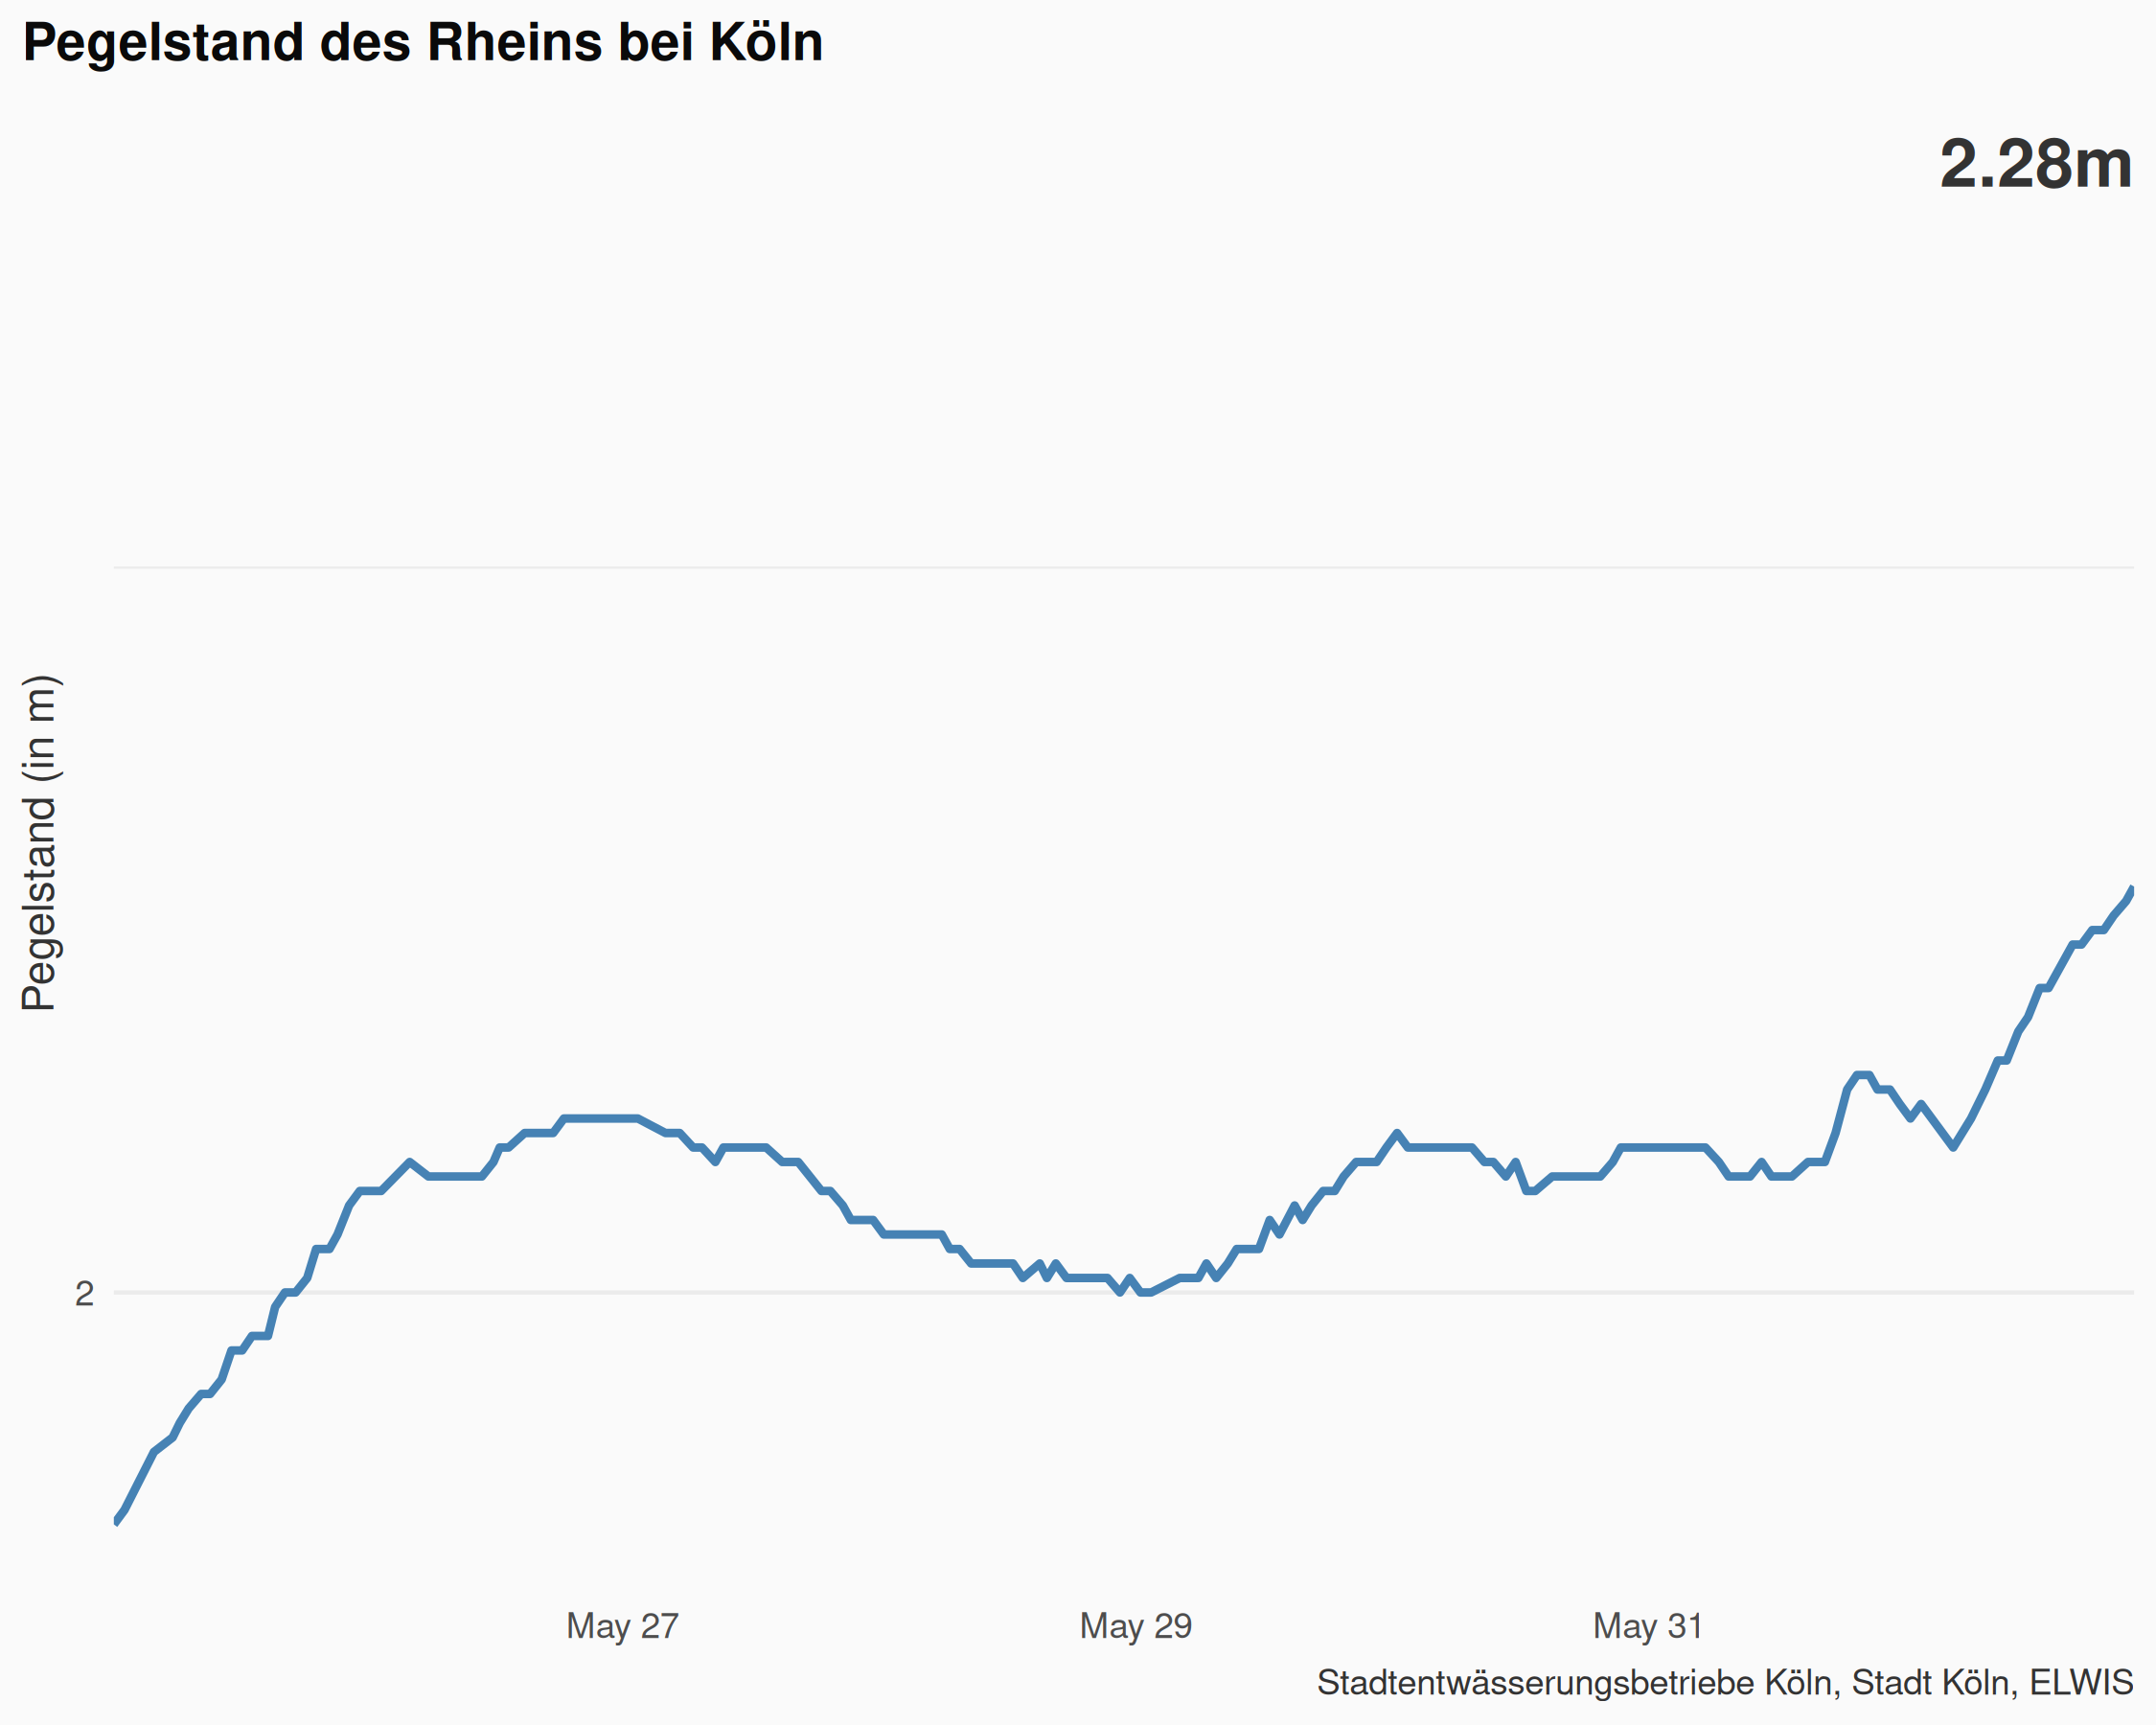 Pegelstand des Rheins bei Köln
2.28m
Pegelstand (in m)
2
May 27
May 29
May 31
Stadtentwässerungsbetriebe Köln, Stadt Köln, ELWIS